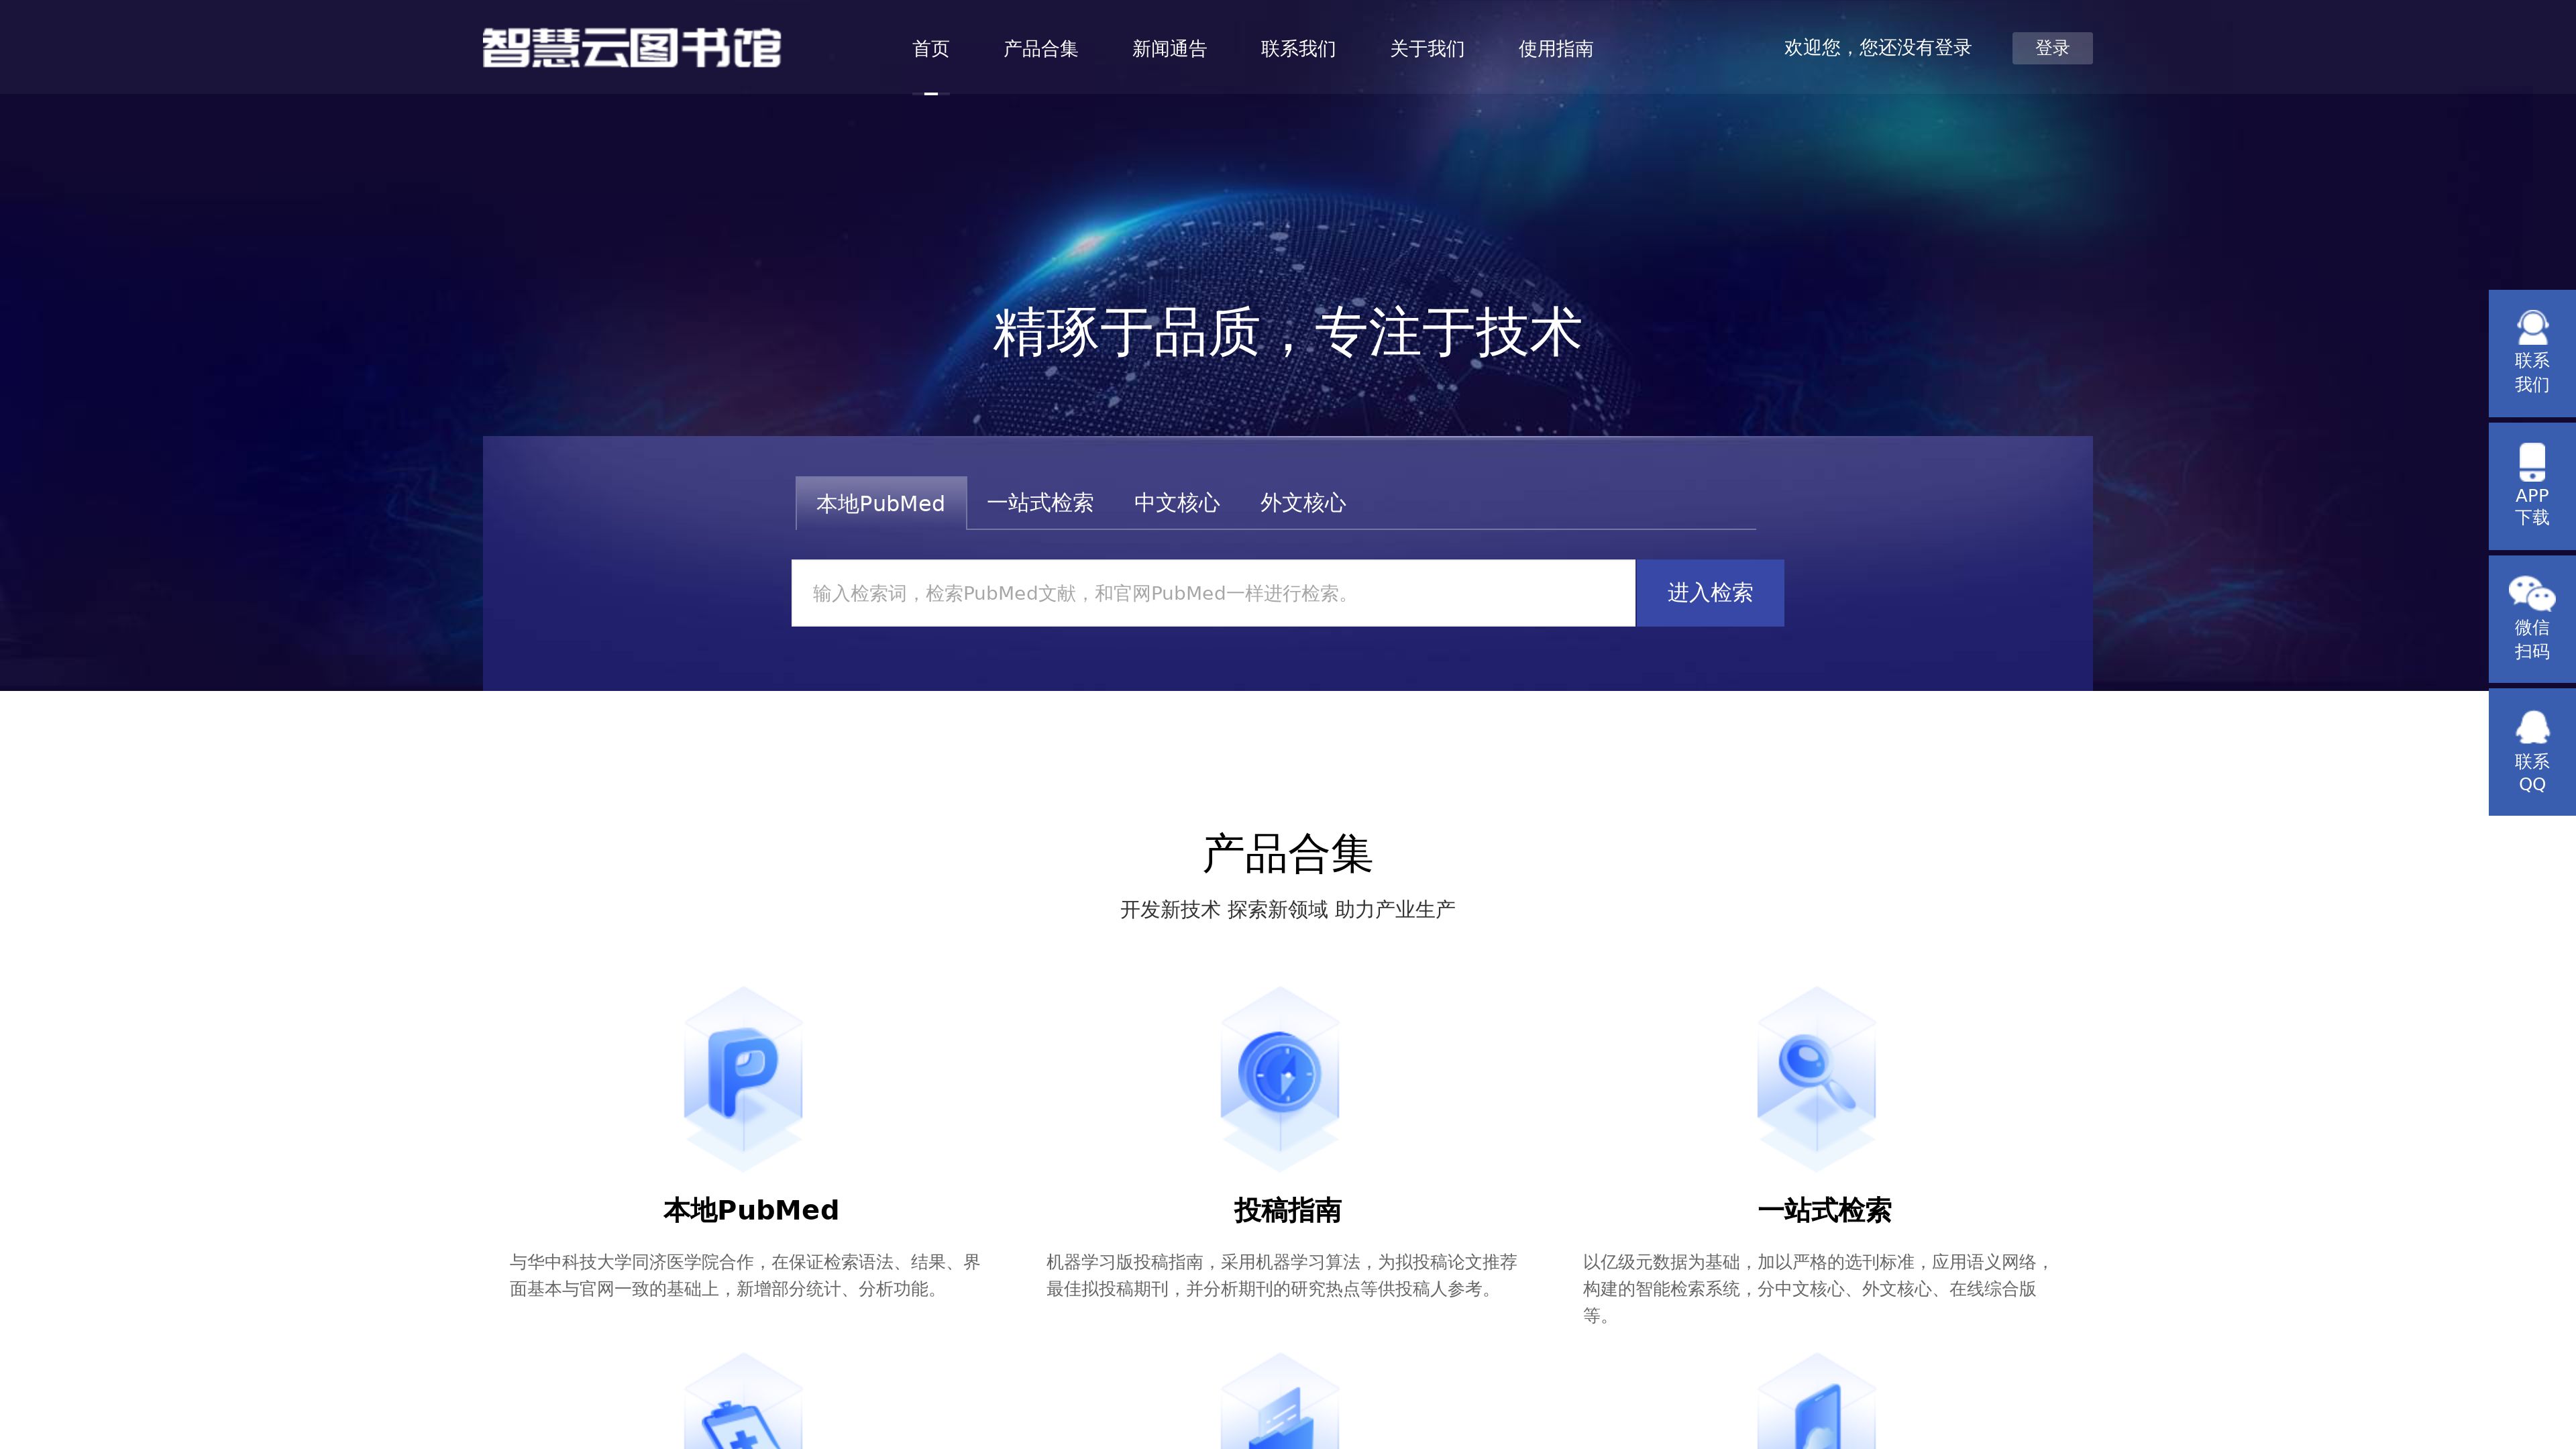 智慧云图书馆
首页 产品合集 新闻通告 联系我们 关于我们 使用指南
欢迎您，您还没有登录 登录
精琢于品质，专注于技术
本地PubMed 一站式检索 中文核心 外文核心
输入检索词，检索PubMed文献，和官网PubMed一样进行检索。
进入检索
联系
我们
APP
下载
微信
扫码
联系
QQ
产品合集
开发新技术 探索新领域 助力产业生产
本地PubMed
与华中科技大学同济医学院合作，在保证检索语法、结果、界
面基本与官网一致的基础上，新增部分统计、分析功能。
投稿指南
机器学习版投稿指南，采用机器学习算法，为拟投稿论文推荐
最佳拟投稿期刊，并分析期刊的研究热点等供投稿人参考。
一站式检索
以亿级元数据为基础，加以严格的选刊标准，应用语义网络，
构建的智能检索系统，分中文核心、外文核心、在线综合版
等。